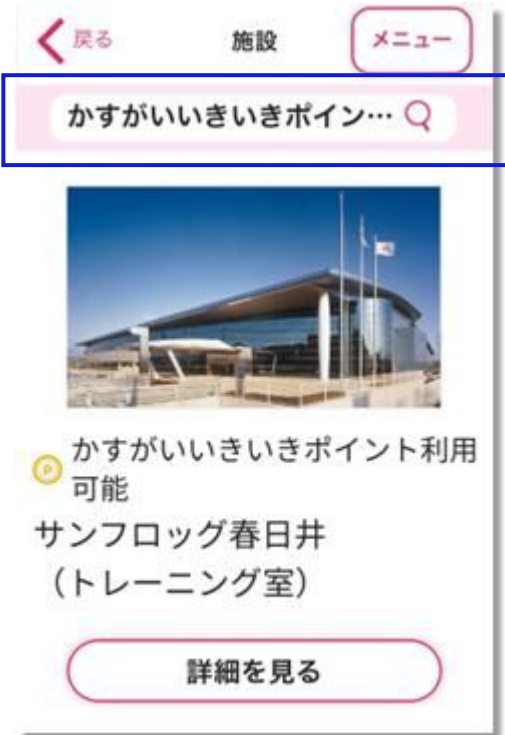 戻る
施設
メニュー
かすがいいきいきポイン…
P
かすがいいきいきポイント利用
可能
サンフロッグ春日井
（トレーニング室）
詳細を見る